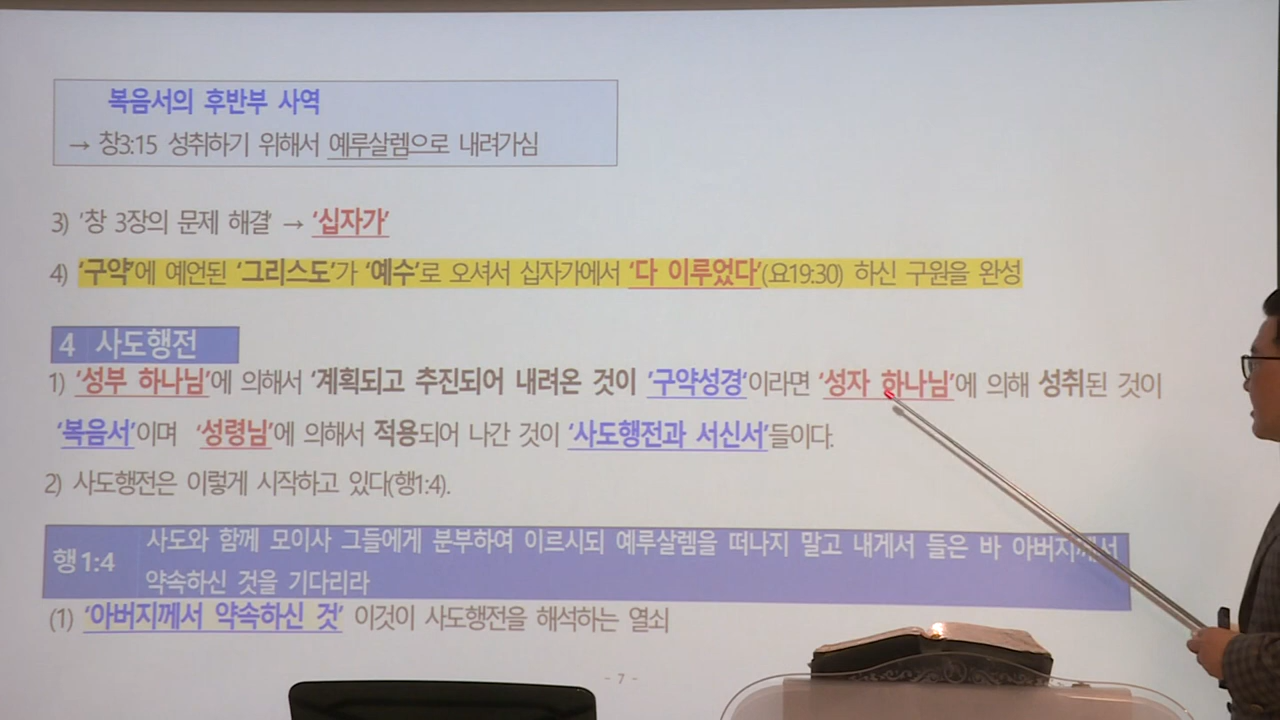 복음서의 후반부 사역
→ 창3:15 성취하기 위해서 예루살렘으로 내려가심
3) '창 3장의 문제 해결' → '십자가'
4) '구약'에 예언된 '그리스도'가 '예수'로 오셔서 십자가에서 '다 이루었다'(요19:30) 하신 구원을 완성
4 사도행전
1) '성부 하나님'에 의해서 '계획되고 추진되어 내려온 것이 '구약성경'이라면 '성자 하나님'에 의해 성취된 것이
'복음서'이며 '성령님'에 의해서 적용되어 나간 것이 '사도행전과 서신서'들이다.
2) 사도행전은 이렇게 시작하고 있다(행1:4).
행1:4 사도와 함께 모이사 그들에게 분부하여 이르시되 예루살렘을 떠나지 말고 내게서 들은 바 아버지께서
약속하신 것을 기다리라
(1) '아버지께서 약속하신 것' 이것이 사도행전을 해석하는 열쇠
- 7 -